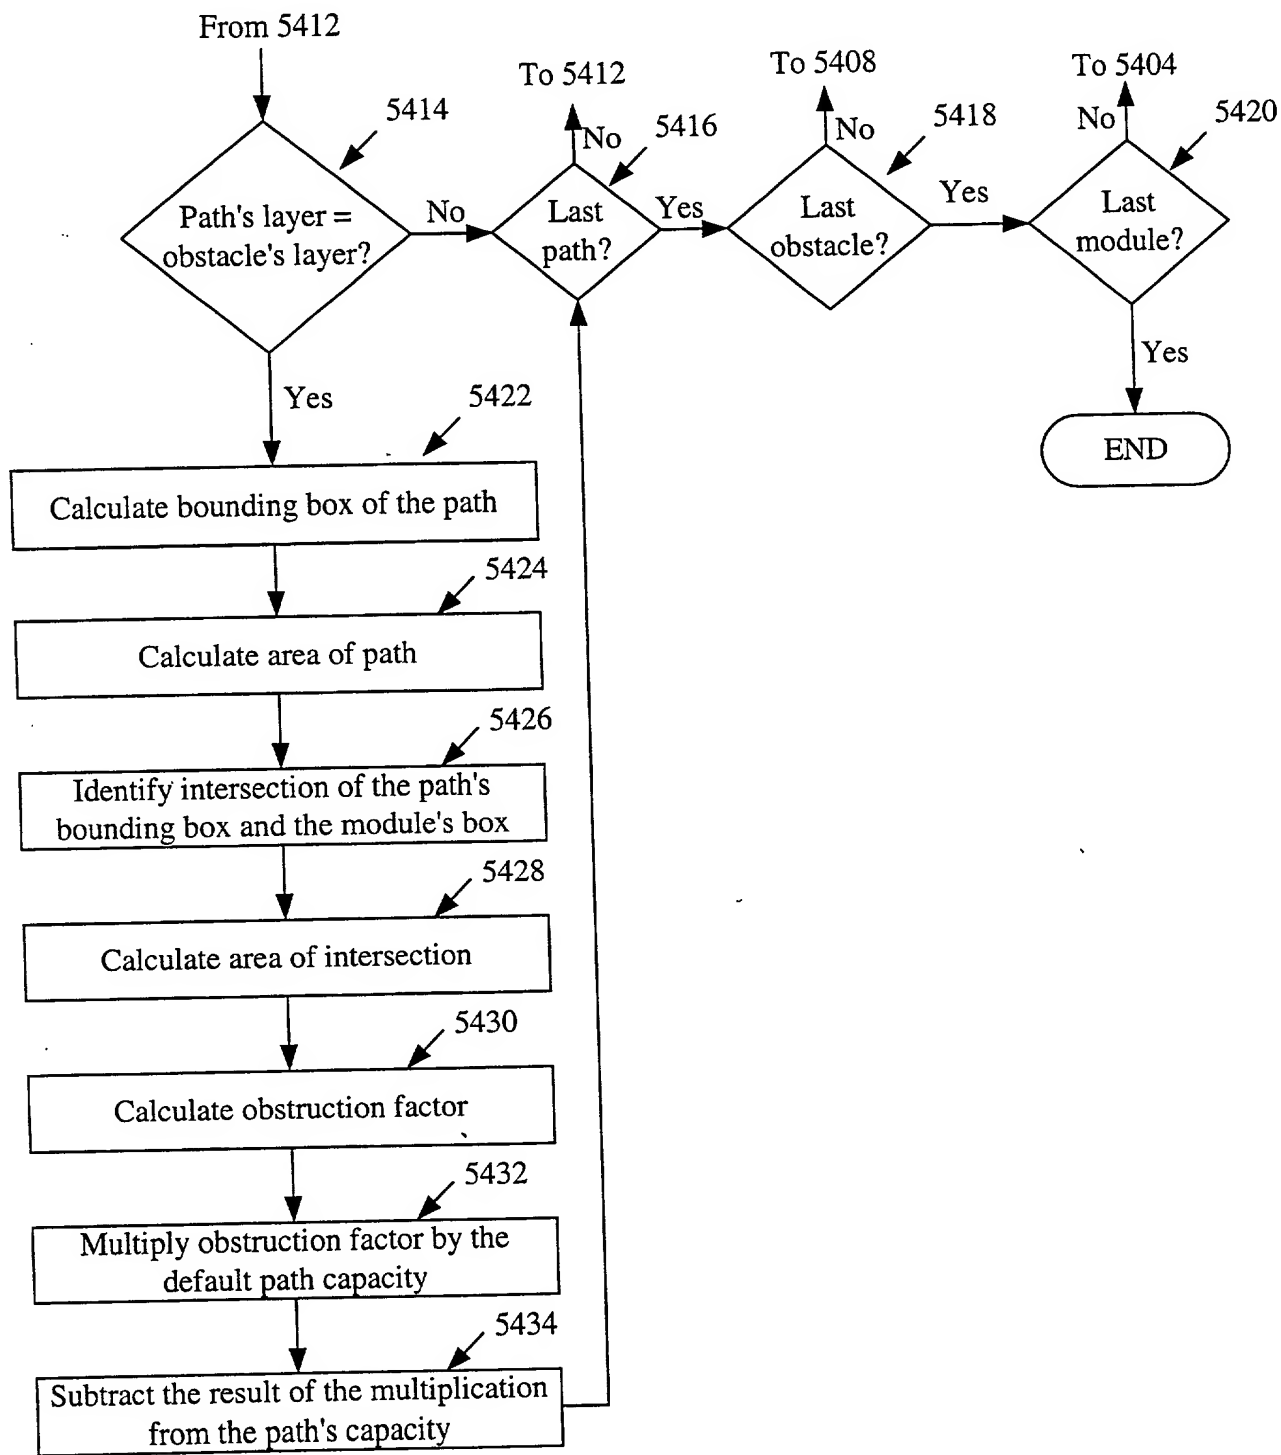 From 5412
To 5412
To 5408
To 5404
5414
5416
5418
5420
No
No
No
Path's layer =
obstacle's layer?
No
Last
path?
Yes
Last
obstacle?
Yes
Last
module?
Yes
Yes
END
5422
Calculate bounding box of the path
5424
Calculate area of path
5426
Identify intersection of the path's
bounding box and the module's box
5428
Calculate area of intersection
5430
Calculate obstruction factor
5432
Multiply obstruction factor by the
default path capacity
5434
Subtract the result of the multiplication
from the path's capacity